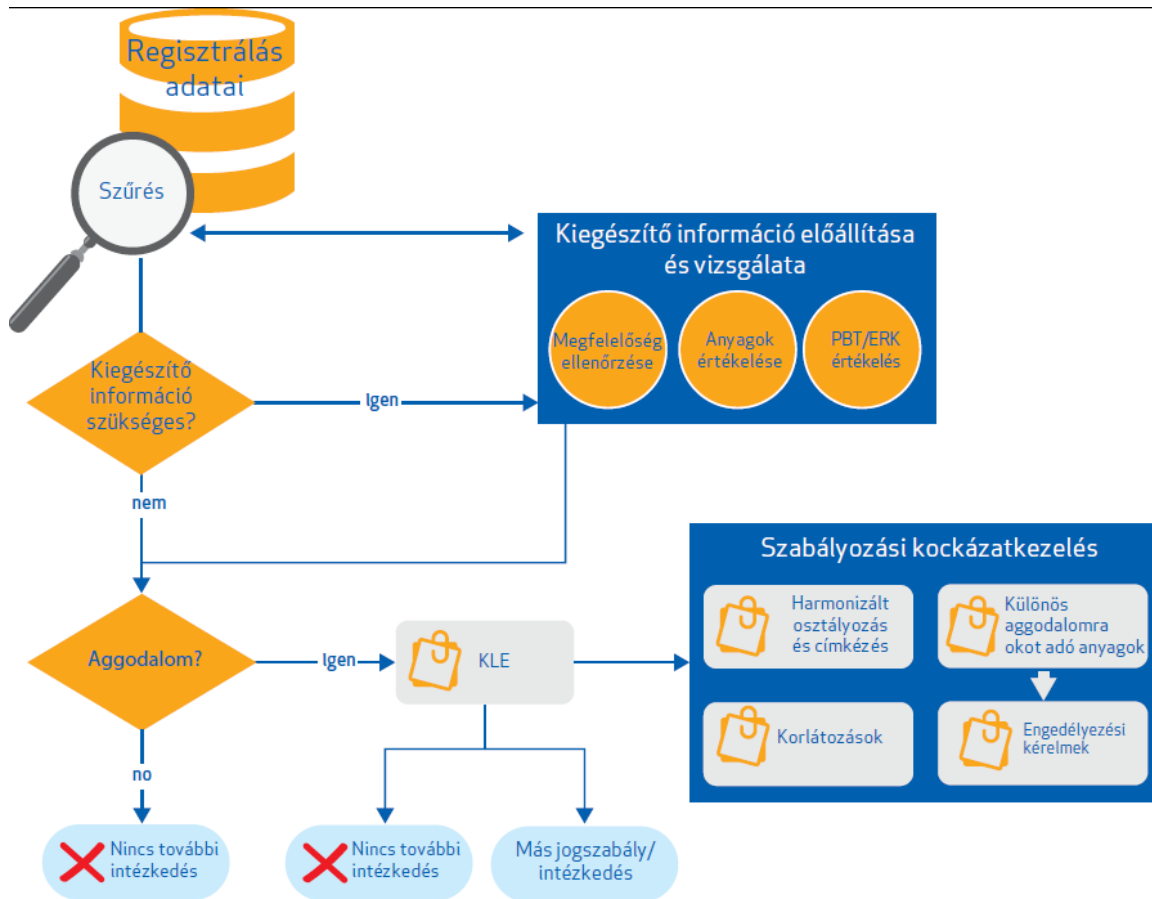 Regisztrálás
adatai
Szűrés
Kiegészítő információ előállítása
és vizsgálata
Megfelelőség
ellenőrzése
Anyagok
értékelése
PBT/ERK
értékelés
Kiegészítő
információ
szükséges?
Igen
nem
Szabályozási kockázatkezelés
Harmonizált
osztályozás
és címkézés
Különös
aggodalomra
okot adó anyagok
Aggodalom?
Igen
KLE
Korlátozások
Engedélyezési
kérelmek
no
Nincs további
intézkedés
Nincs további
intézkedés
Más jogszabály/
intézkedés